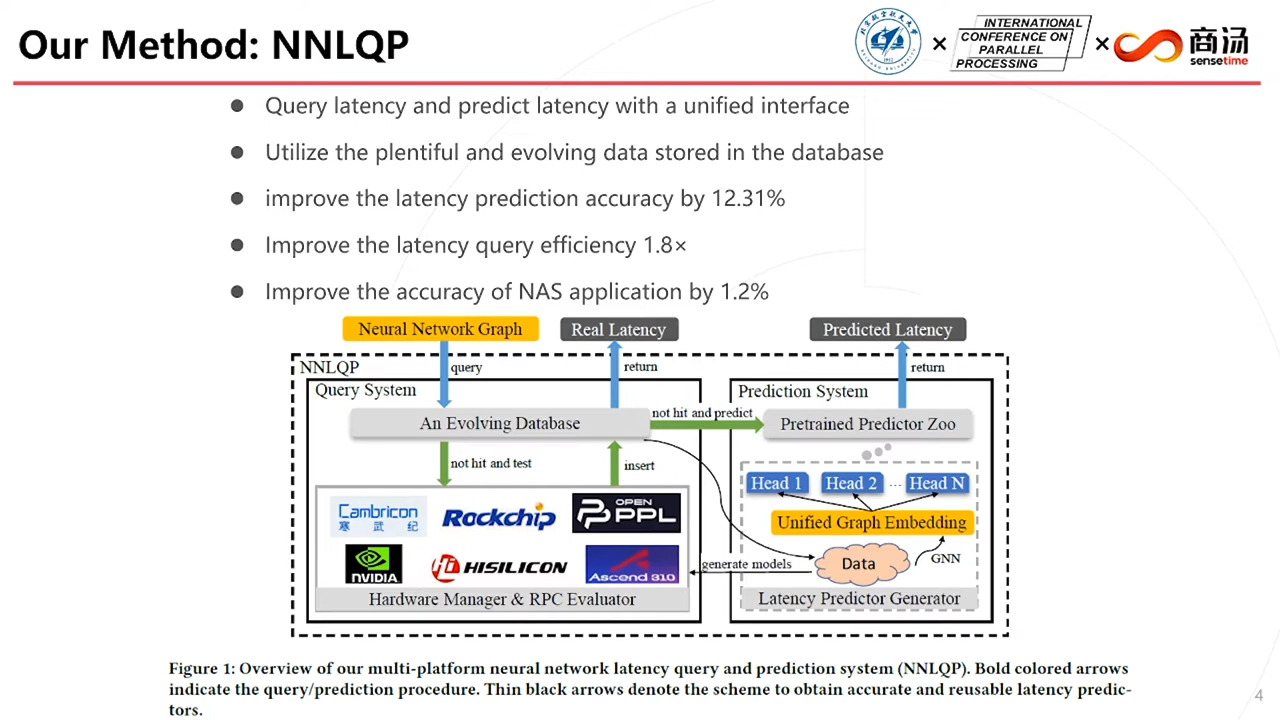 Our Method: NNLQP
INTERNATIONAL
CONFERENCE ON
PARALLEL
PROCESSING
× ×
商汤
sensetime
● Query latency and predict latency with a unified interface
● Utilize the plentiful and evolving data stored in the database
● improve the latency prediction accuracy by 12.31%
● Improve the latency query efficiency 1.8×
● Improve the accuracy of NAS application by 1.2%
Neural Network Graph
Real Latency
Predicted Latency
NNLQP
query
return
return
Query System
Prediction System
An Evolving Database
not hit and predict
Pretrained Predictor Zoo
not hit and test
insert
Head 1
Head 2
...
Head N
Cambricon
寒武纪
Rockchip
OPEN
PPL
Unified Graph Embedding
NVIDIA
HISILICON
Ascend 310
generate models
Data
GNN
Hardware Manager & RPC Evaluator
Latency Predictor Generator
Figure 1: Overview of our multi-platform neural network latency query and prediction system (NNLQP). Bold colored arrows
indicate the query/prediction procedure. Thin black arrows denote the scheme to obtain accurate and reusable latency predic-
tors.
4